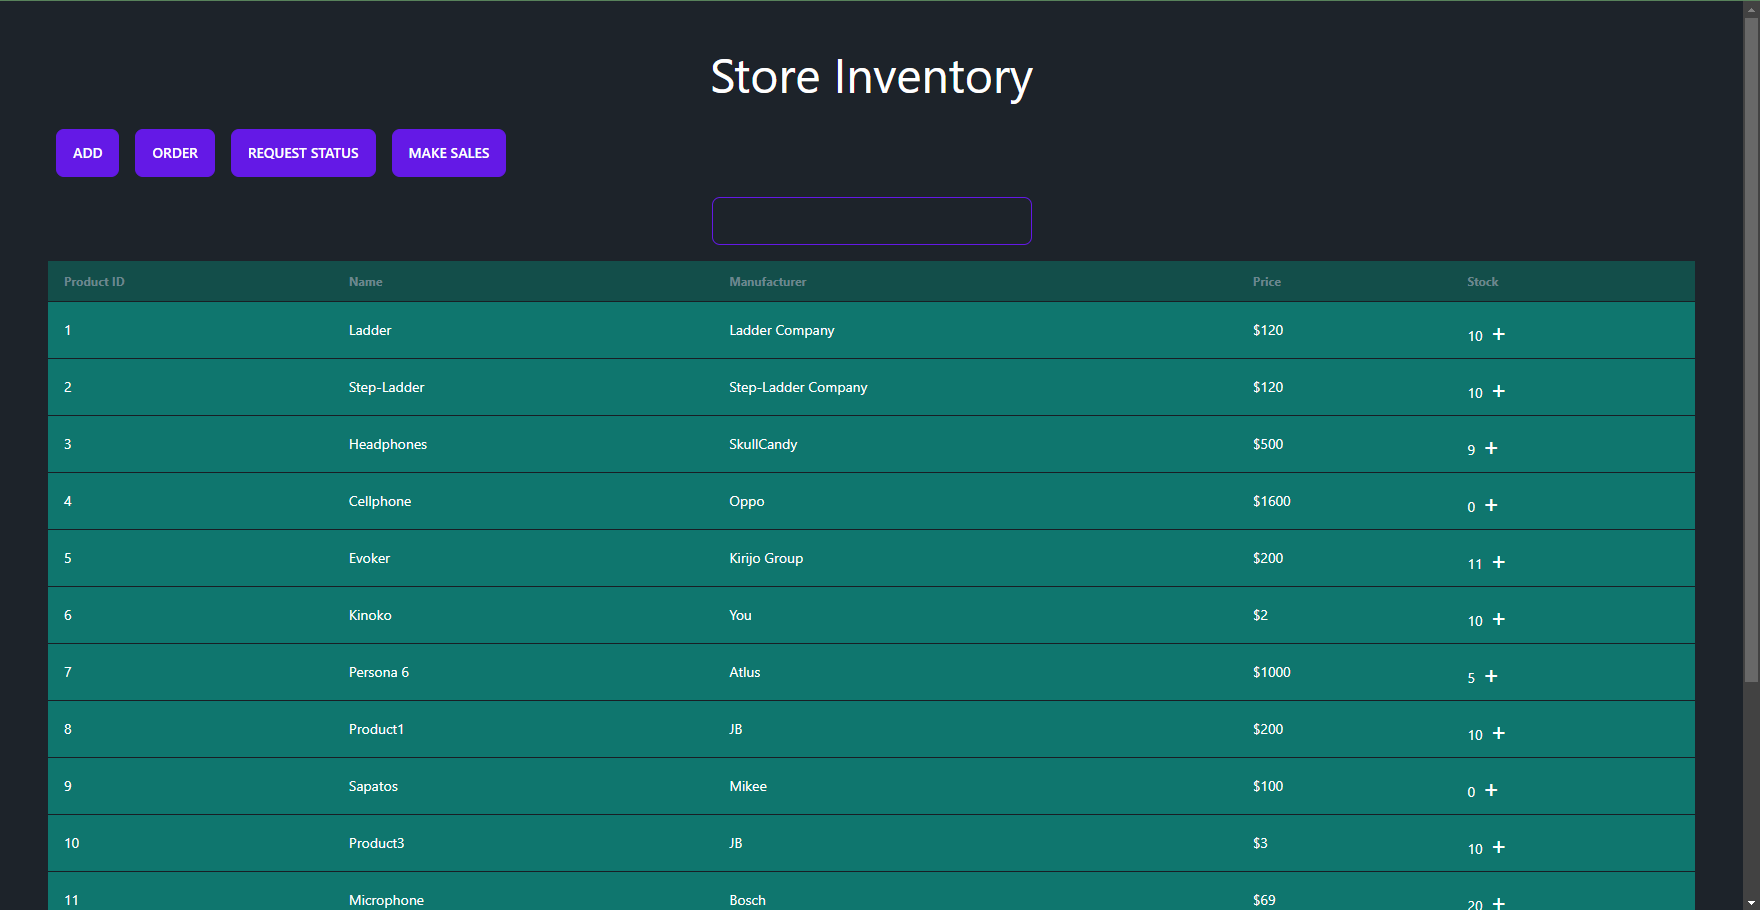 Store Inventory
ADD ORDER REQUEST STATUS MAKE SALES
Product ID Name Manufacturer Price Stock
1 Ladder Ladder Company $120 10 +
2 Step-Ladder Step-Ladder Company $120 10 +
3 Headphones SkullCandy $500 9 +
4 Cellphone Oppo $1600 0 +
5 Evoker Kirijo Group $200 11 +
6 Kinoko You $2 10 +
7 Persona 6 Atlus $1000 5 +
8 Product1 JB $200 10 +
9 Sapatos Mikee $100 0 +
10 Product3 JB $3 10 +
11 Microphone Bosch $69 20 +